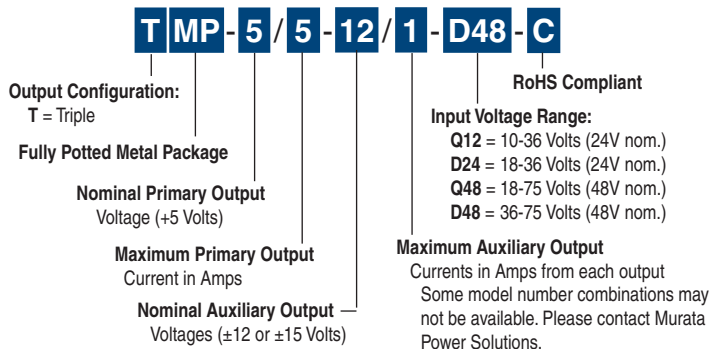 T MP - 5 / 5 - 12 / 1 - D48 - C
RoHS Compliant
Output Configuration:
T = Triple
Input Voltage Range:
Q12 = 10-36 Volts (24V nom.)
D24 = 18-36 Volts (24V nom.)
Q48 = 18-75 Volts (48V nom.)
D48 = 36-75 Volts (48V nom.)
Fully Potted Metal Package
Nominal Primary Output
Voltage (+5 Volts)
Maximum Primary Output
Current in Amps
Maximum Auxiliary Output
Currents in Amps from each output
Some model number combinations may
not be available. Please contact Murata
Power Solutions.
Nominal Auxiliary Output
Voltages (±12 or ±15 Volts)